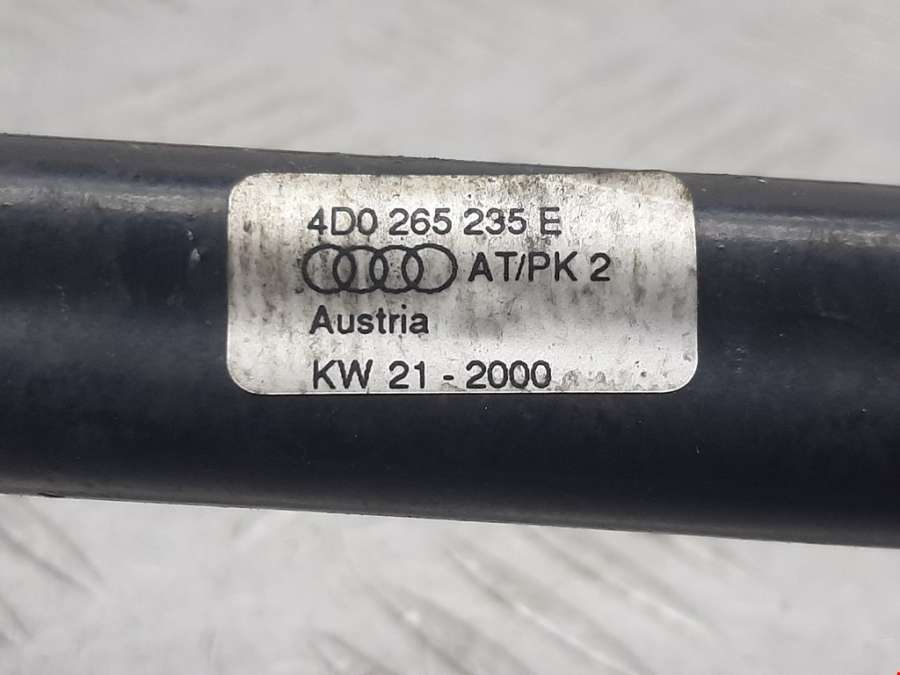 4D0 265 235 E
AT/PK 2
Austria
KW 21 - 2000